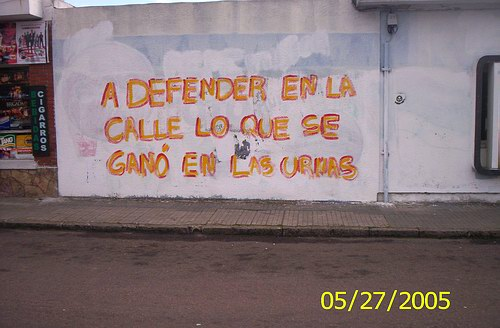 A DEFENDER EN LA
CALLE LO QUE SE
GANÓ EN LAS URNAS
CIGARROS
05/27/2005